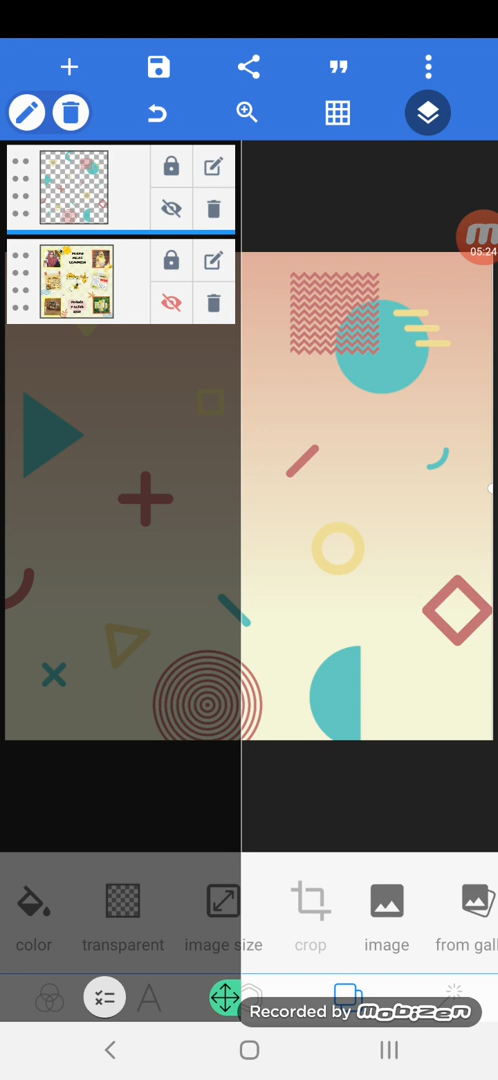 05:24
color
transparent
image size
crop
image
from gall
A
Recorded by mobizen